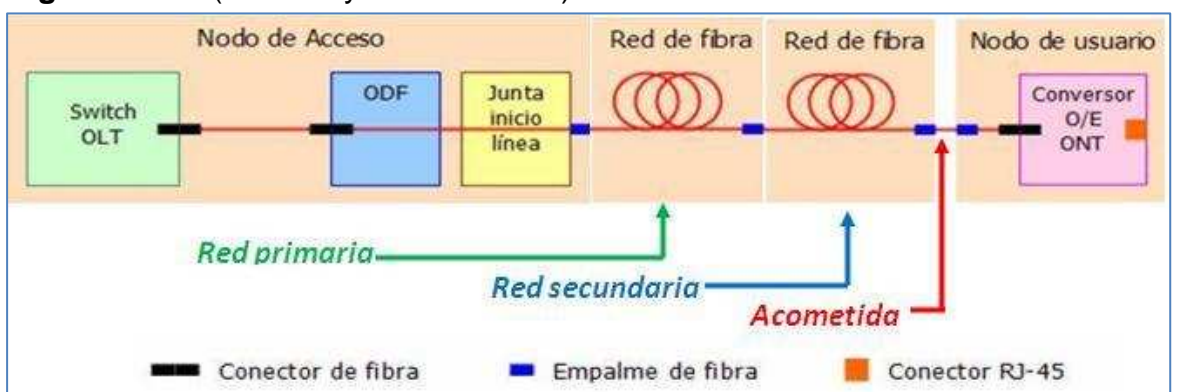 Nodo de Acceso
Red de fibra
Red de fibra
Nodo de usuario
Switch
OLT
ODF
Junta
inicio
línea
Conversor
O/E
ONT
Red primaria
Red secundaria
Acometida
Conector de fibra
Empalme de fibra
Conector RJ-45